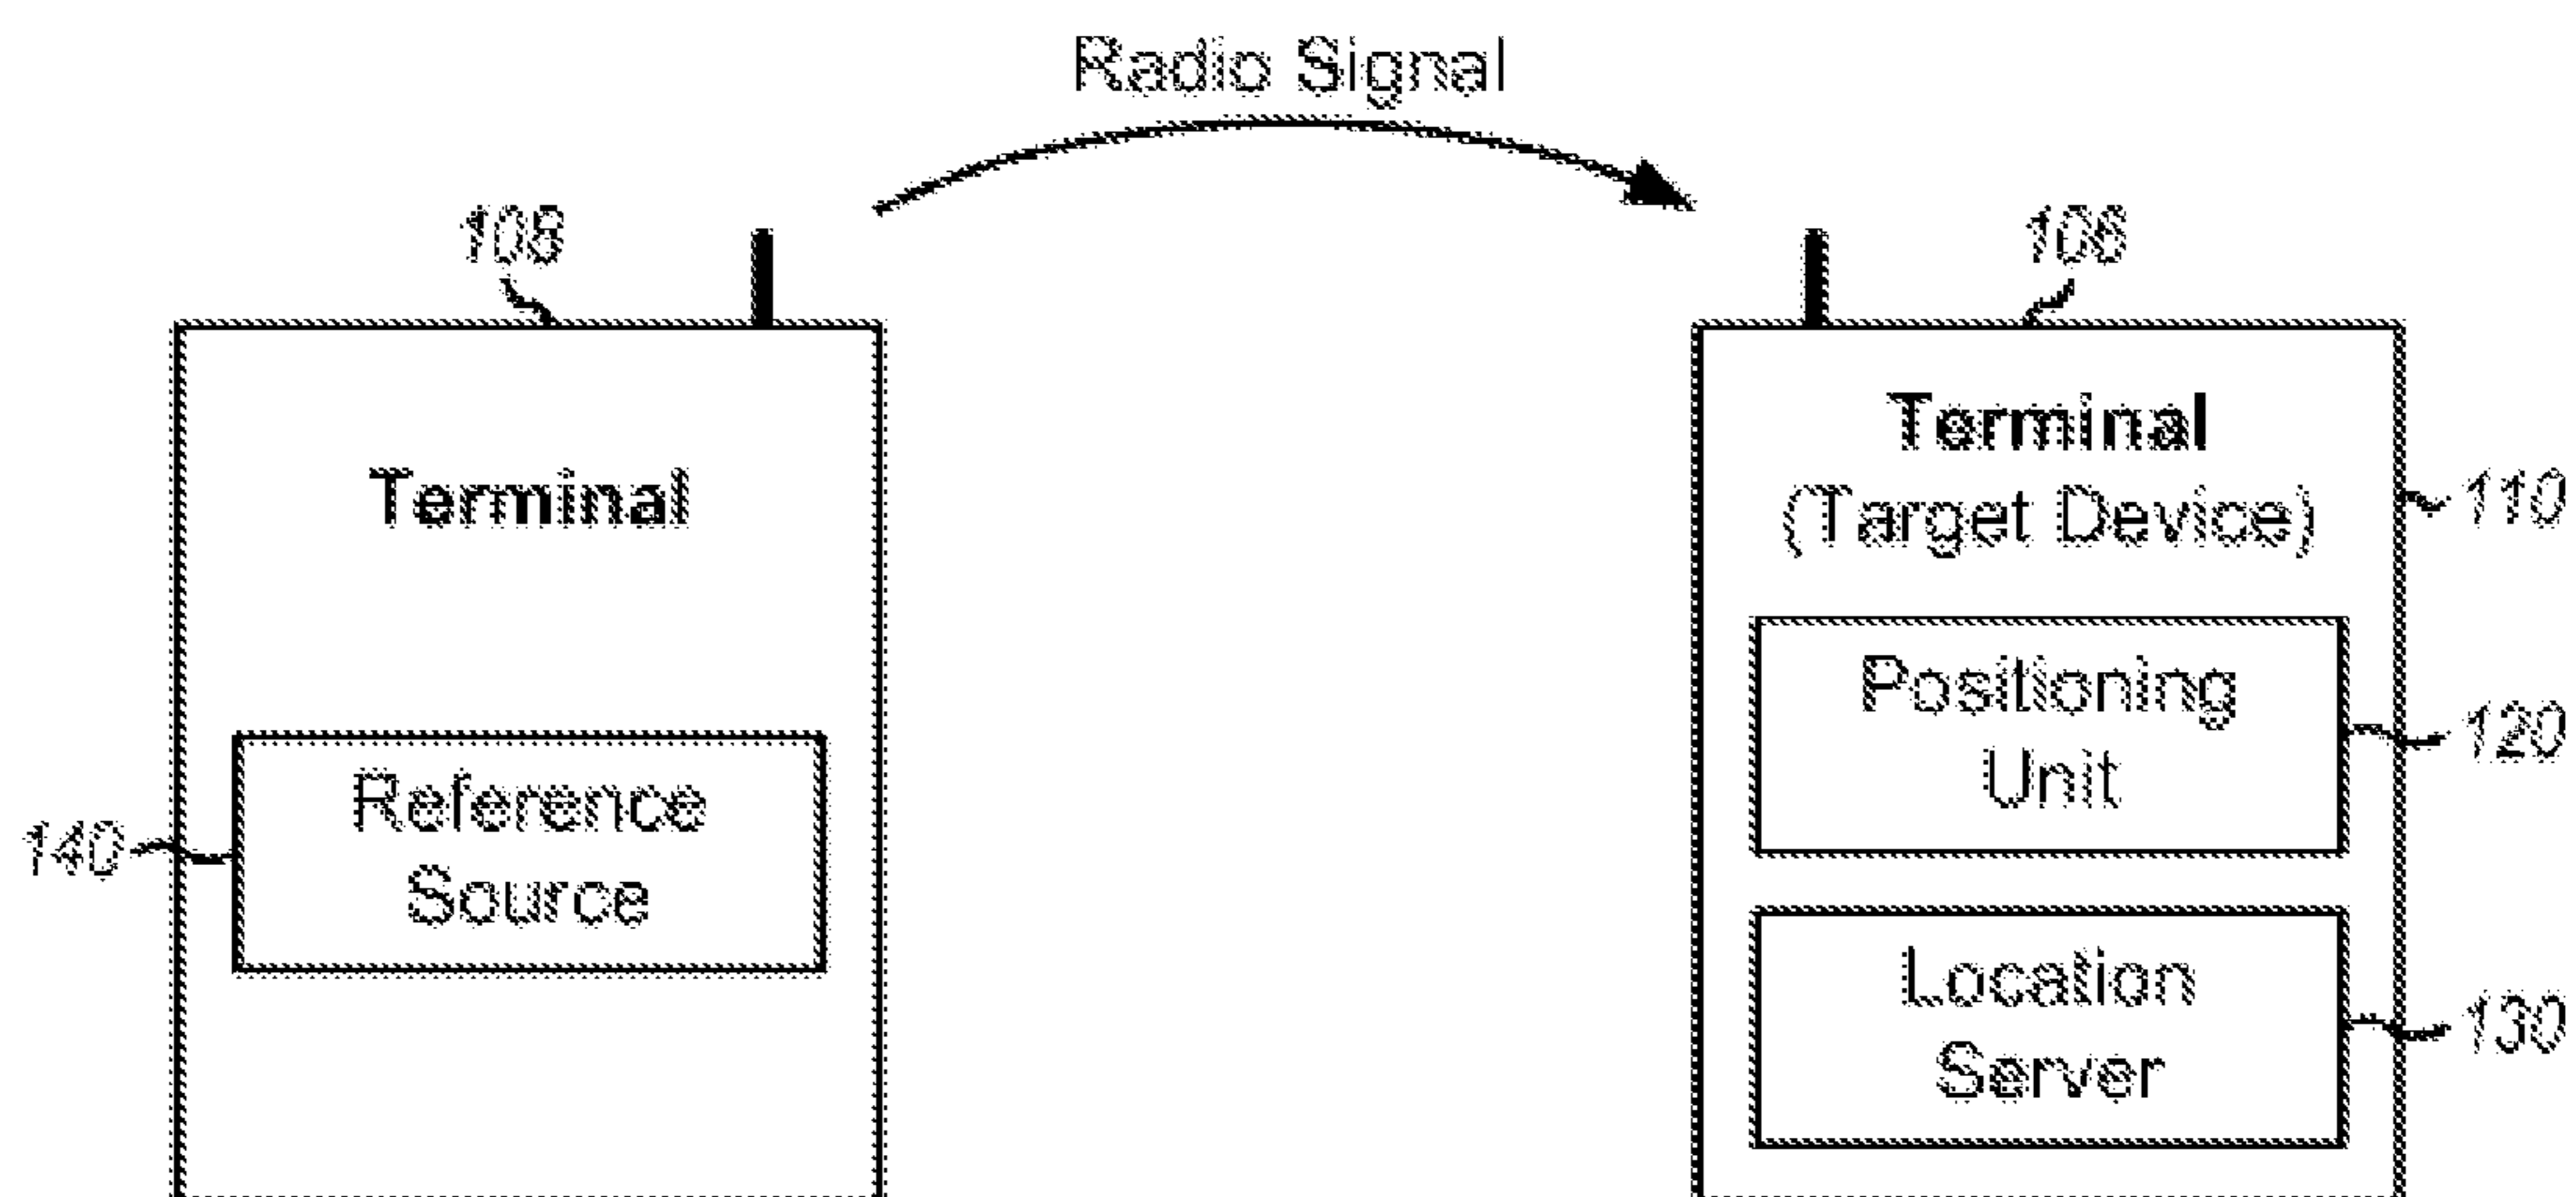 Radio Signal
108
106
Terminal
Terminal
(Target Device)
110
Positioning
Unit
120
Reference
Source
140
Location
Server
130